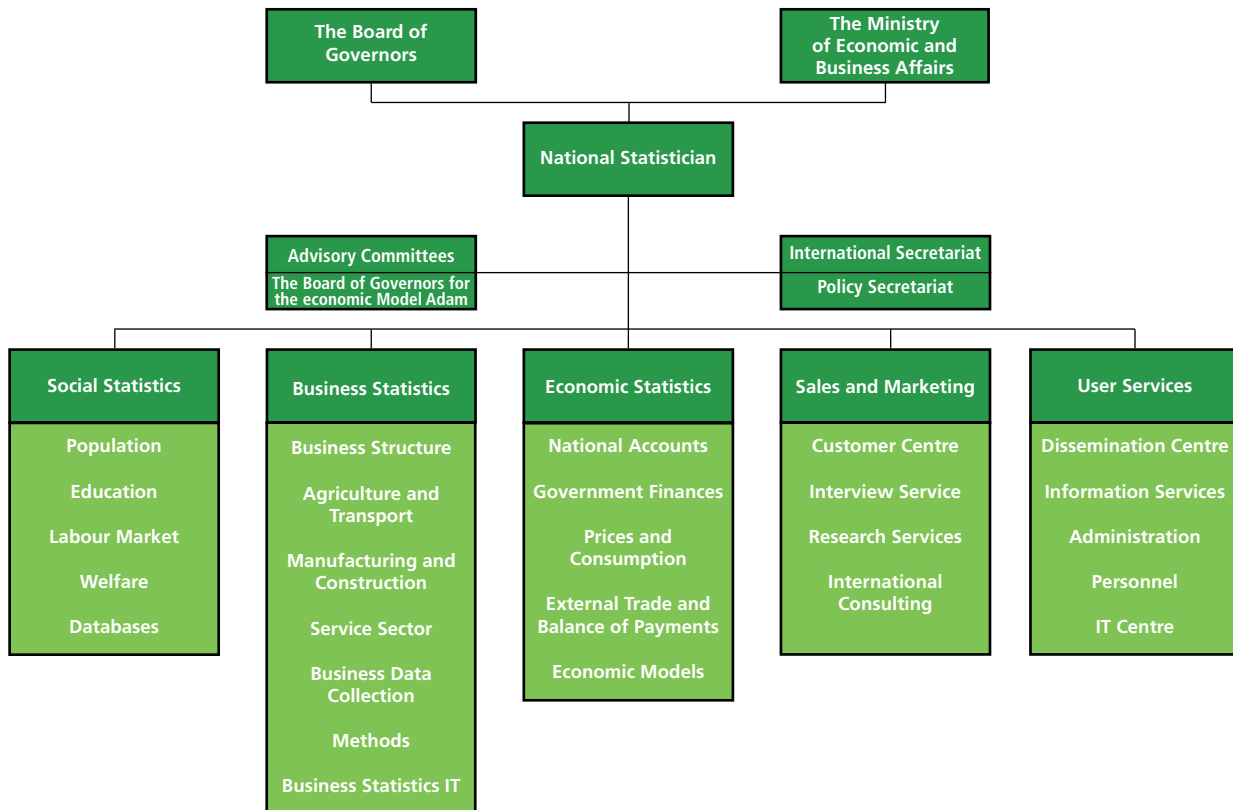 The Board of
Governors
The Ministry
of Economic and
Business Affairs
National Statistician
Advisory Committees
The Board of Governors for
the economic Model Adam
International Secretariat
Policy Secretariat
Social Statistics
Population
Education
Labour Market
Welfare
Databases
Business Statistics
Business Structure
Agriculture and
Transport
Manufacturing and
Construction
Service Sector
Business Data
Collection
Methods
Business Statistics IT
Economic Statistics
National Accounts
Government Finances
Prices and
Consumption
External Trade and
Balance of Payments
Economic Models
Sales and Marketing
Customer Centre
Interview Service
Research Services
International
Consulting
User Services
Dissemination Centre
Information Services
Administration
Personnel
IT Centre